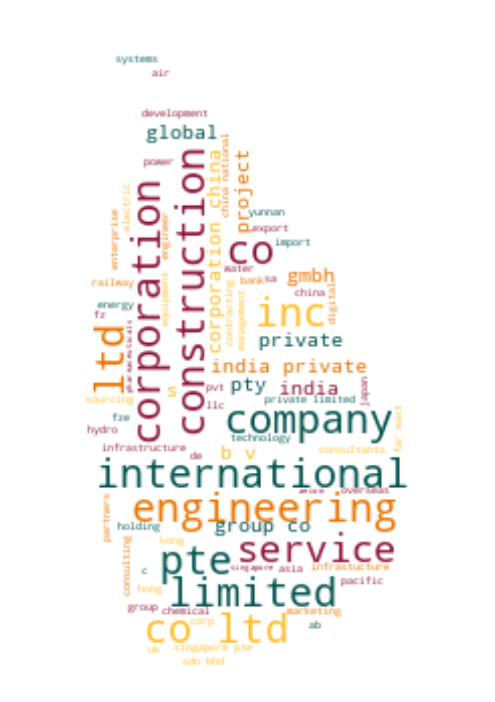 systems
air
development
global
china national
power
corporation china
project
construction
corporation
electric
yunnan
enterprise
engineer
export
co
import
water
bank
sa
gmbh
railway
equipment
contracting
management
china
digital
energy
inc
fz
pharmaceuticals
ltd
private
india private
japan
s
pvt
pty
india
sourcing
private limited
llc
company
far east
fze
hydro
technology
infrastructure
de
b v
consultants
international
aecom
overseas
partners
engineering
holding
group co
kong
service
consulting
pte
c
singapore
asia
infrastucture
pacific
hong
limited
group
chemical
marketing
corp
co ltd
ab
uk
singapore pte
sdn bhd